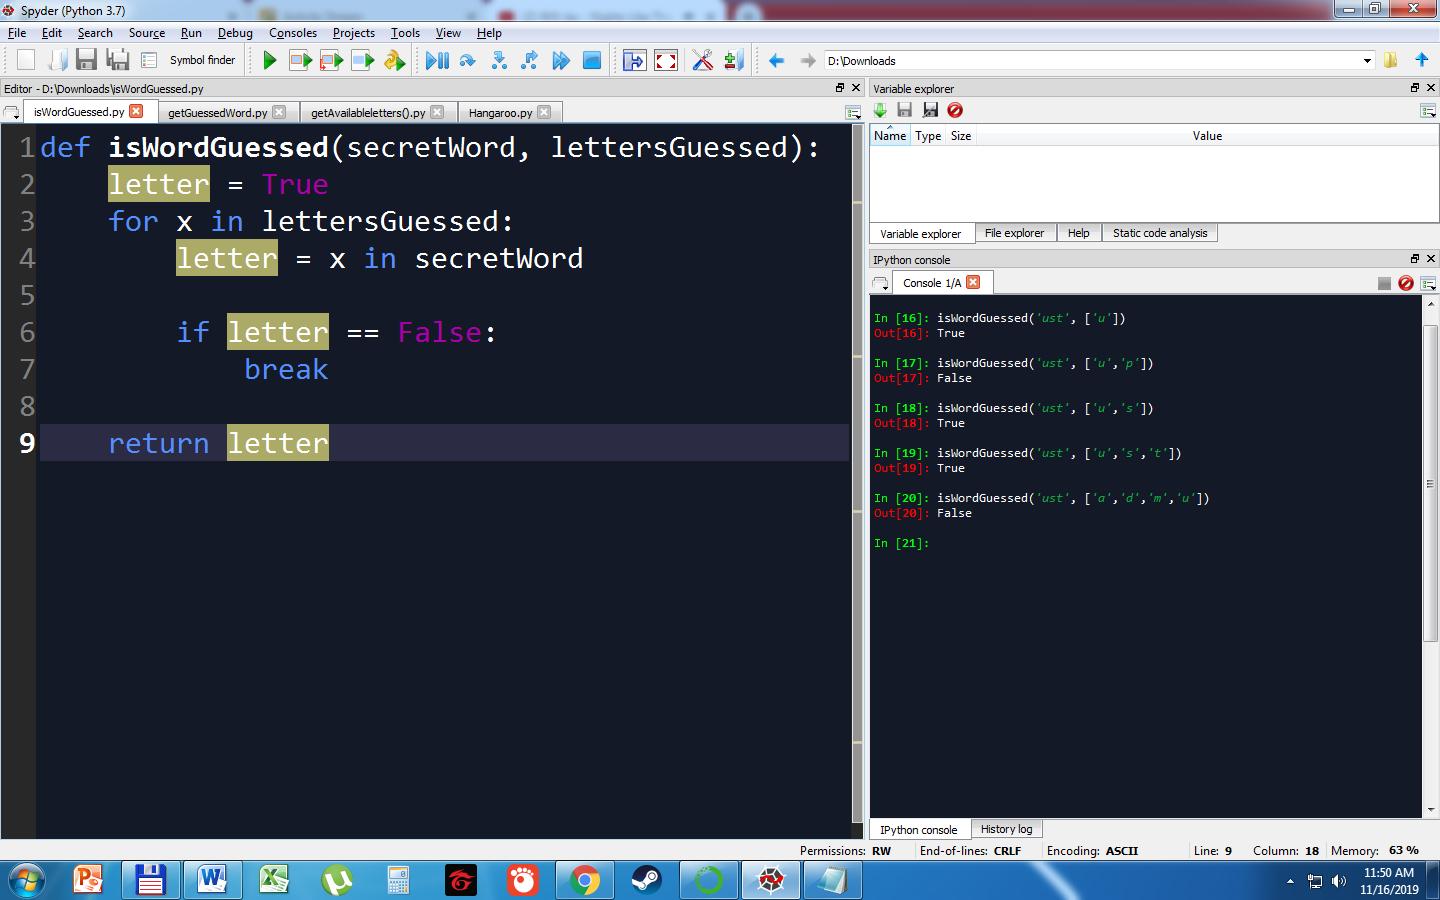 Spyder (Python 3.7)
File Edit Search Source Run Debug Consoles Projects Tools View Help
Symbol finder
D:\Downloads
Editor - D:\Downloads\isWordGuessed.py
isWordGuessed.py getGuessedWord.py getAvailableletters().py Hangaroo.py
1 def isWordGuessed(secretWord, lettersGuessed):
2 letter = True
3 for x in lettersGuessed:
4 letter = x in secretWord
5
6 if letter == False:
7 break
8
9 return letter
Variable explorer
Name Type Size Value
Variable explorer File explorer Help Static code analysis
IPython console
Console 1/A
In [16]: isWordGuessed('ust', ['u'])
Out[16]: True
In [17]: isWordGuessed('ust', ['u','p'])
Out[17]: False
In [18]: isWordGuessed('ust', ['u','s'])
Out[18]: True
In [19]: isWordGuessed('ust', ['u','s','t'])
Out[19]: True
In [20]: isWordGuessed('ust', ['a','d','m','u'])
Out[20]: False
In [21]:
IPython console History log
Permissions: RW End-of-lines: CRLF Encoding: ASCII Line: 9 Column: 18 Memory: 63 %
11:50 AM
11/16/2019